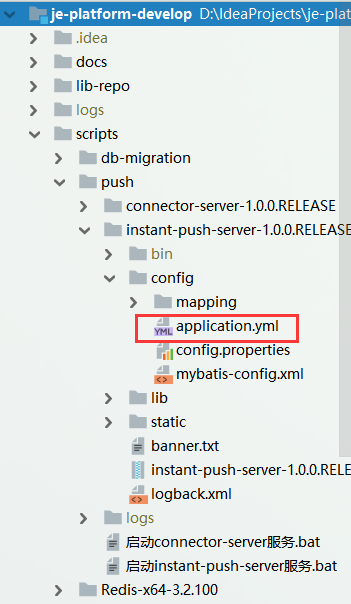 je-platform-develop D:\IdeaProjects\je-plat
.idea
docs
lib-repo
logs
scripts
db-migration
push
connector-server-1.0.0.RELEASE
instant-push-server-1.0.0.RELEASE
bin
config
mapping
YML application.yml
config.properties
mybatis-config.xml
lib
static
banner.txt
instant-push-server-1.0.0.REL
logback.xml
logs
启动connector-server服务.bat
启动instant-push-server服务.bat
Redis-x64-3.2.100